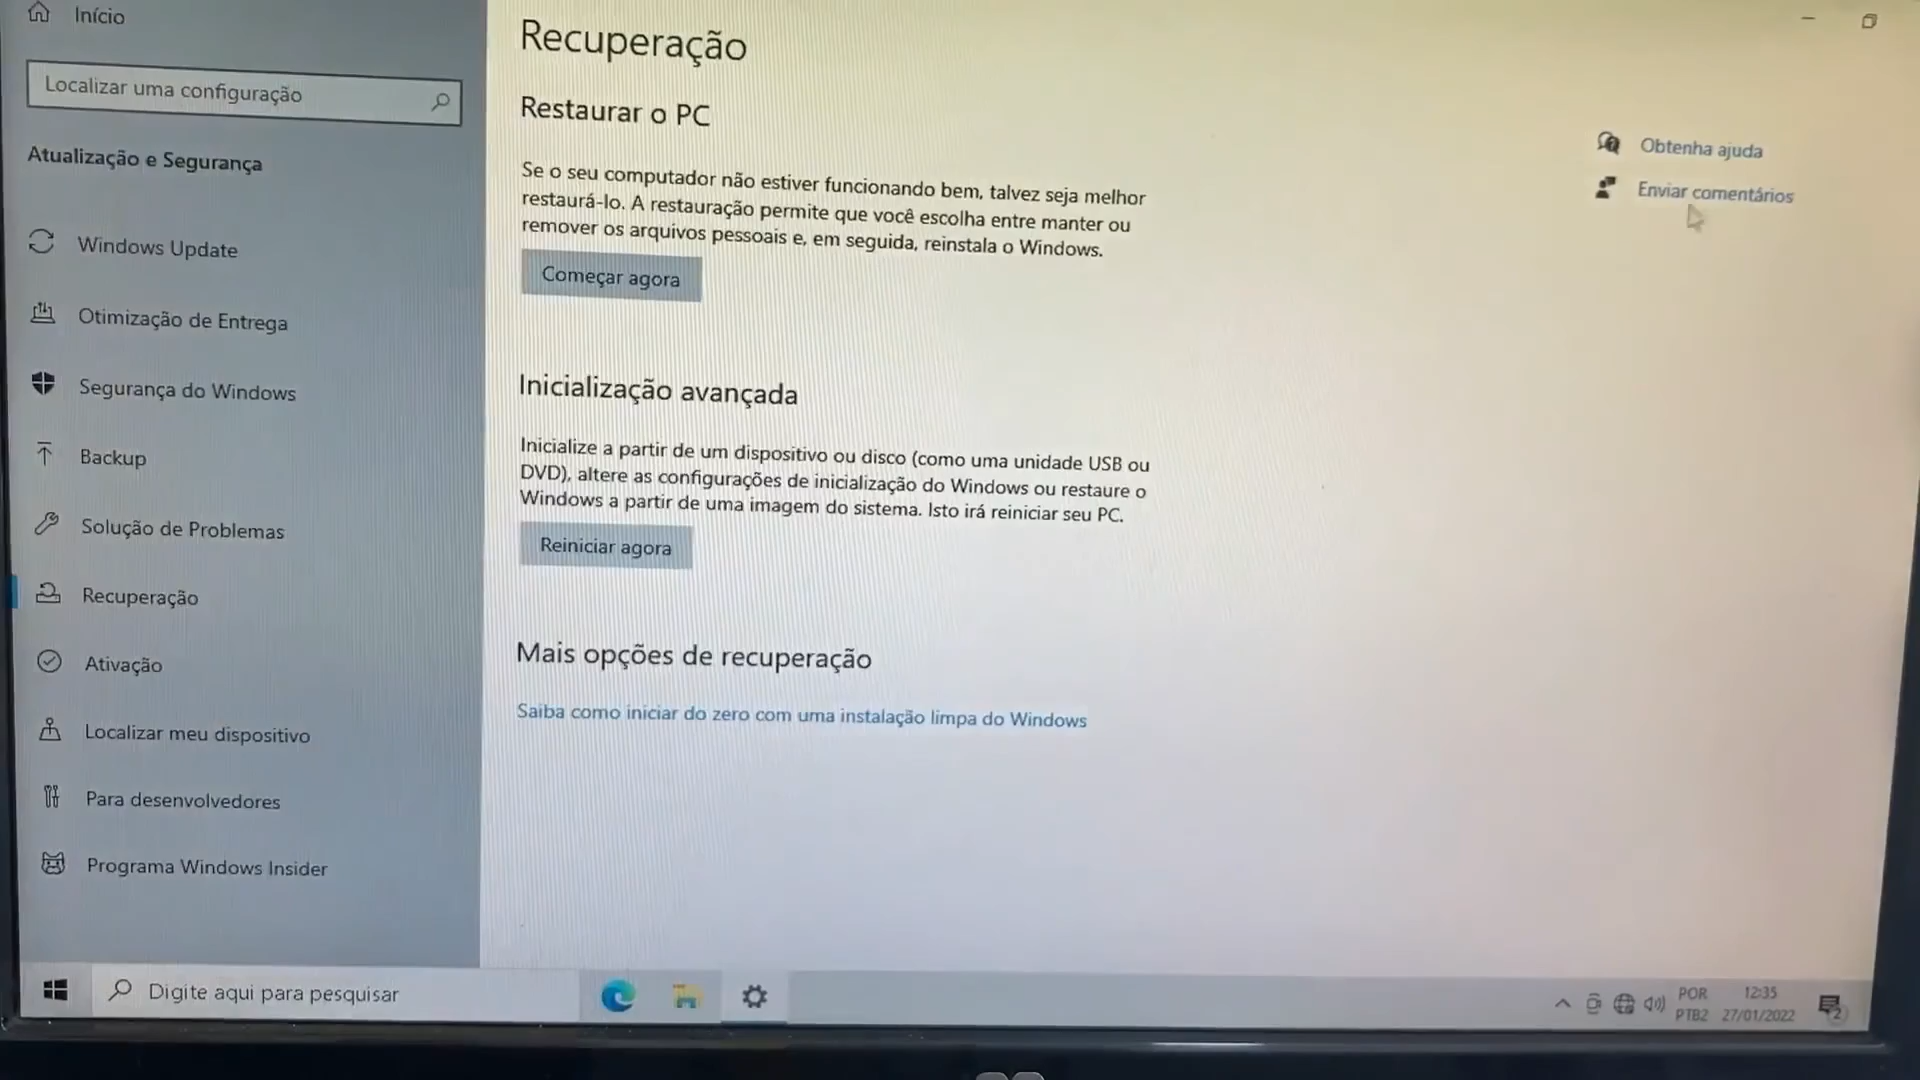 Início
Localizar uma configuração
Atualização e Segurança
Windows Update
Otimização de Entrega
Segurança do Windows
Backup
Solução de Problemas
Recuperação
Ativação
Localizar meu dispositivo
Para desenvolvedores
Programa Windows Insider
Recuperação
Restaurar o PC
Se o seu computador não estiver funcionando bem, talvez seja melhor
restaurá-lo. A restauração permite que você escolha entre manter ou
remover os arquivos pessoais e, em seguida, reinstala o Windows.
Começar agora
Inicialização avançada
Inicialize a partir de um dispositivo ou disco (como uma unidade USB ou
DVD), altere as configurações de inicialização do Windows ou restaure o
Windows a partir de uma imagem do sistema. Isto irá reiniciar seu PC.
Reiniciar agora
Mais opções de recuperação
Saiba como iniciar do zero com uma instalação limpa do Windows
Obtenha ajuda
Enviar comentários
Digite aqui para pesquisar
POR
PTB2
12:35
27/01/2022
2